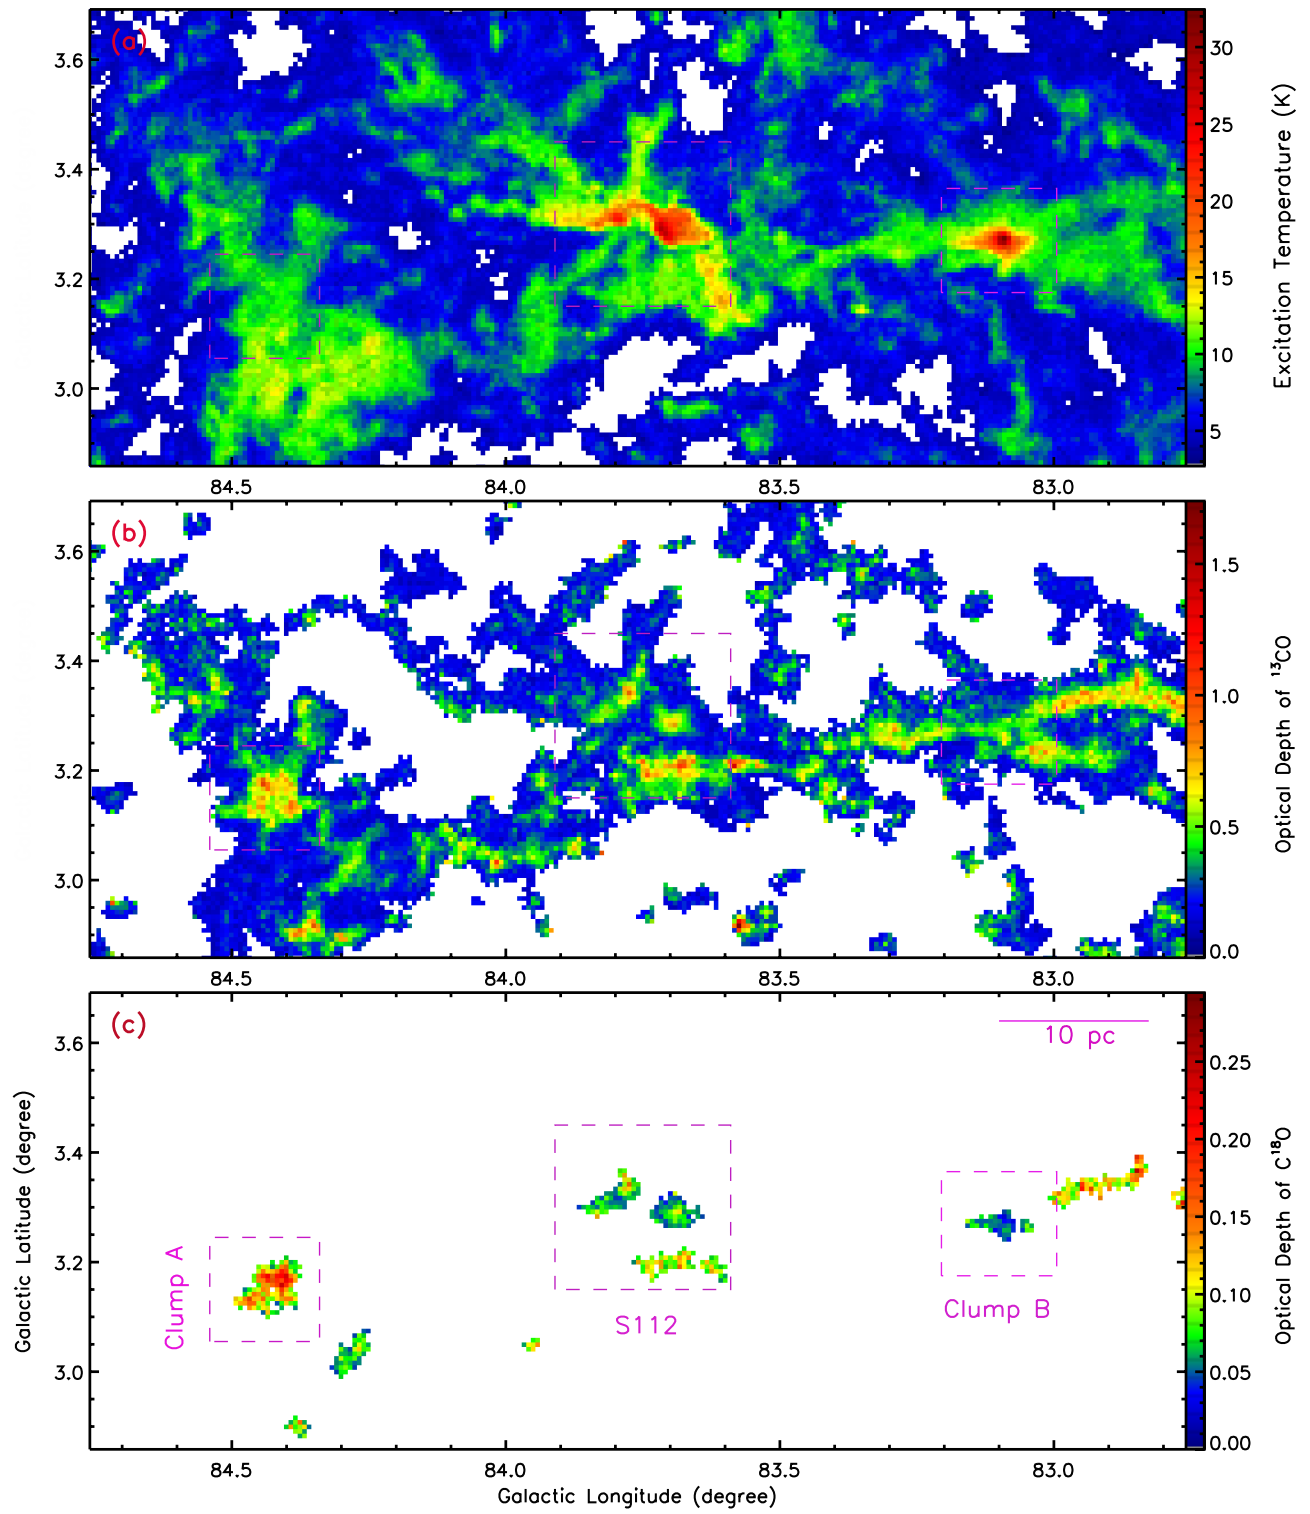 (a)
3.6
3.4
3.2
3.0
84.5 84.0 83.5 83.0
30
25
20
15
10
5
Excitation Temperature (K)
(b)
3.6
3.4
3.2
3.0
84.5 84.0 83.5 83.0
1.5
1.0
0.5
0.0
Optical Depth of ¹³CO
(c)
10 pc
3.6
3.4
3.2
3.0
Galactic Latitude (degree)
Clump A
S112
Clump B
84.5 84.0 83.5 83.0
Galactic Longitude (degree)
0.25
0.20
0.15
0.10
0.05
0.00
Optical Depth of C¹⁸O